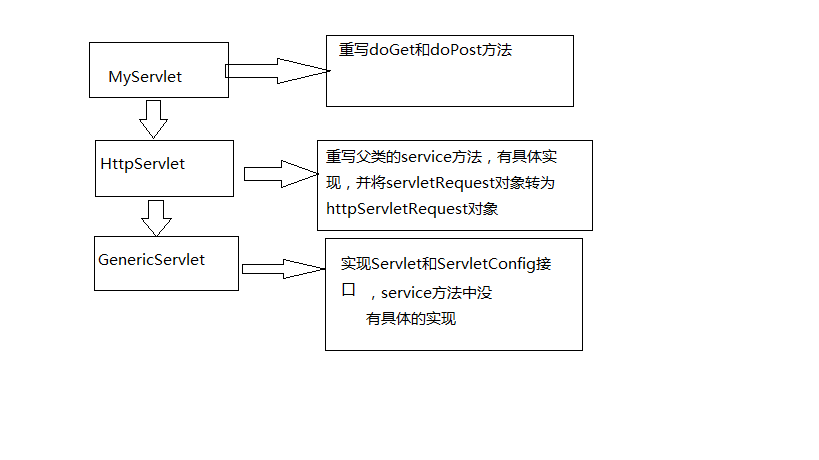 MyServlet
重写doGet和doPost方法
HttpServlet
重写父类的service方法，有具体实
现，并将servletRequest对象转为
httpServletRequest对象
GenericServlet
实现Servlet和ServletConfig接
口 ，service方法中没
有具体的实现